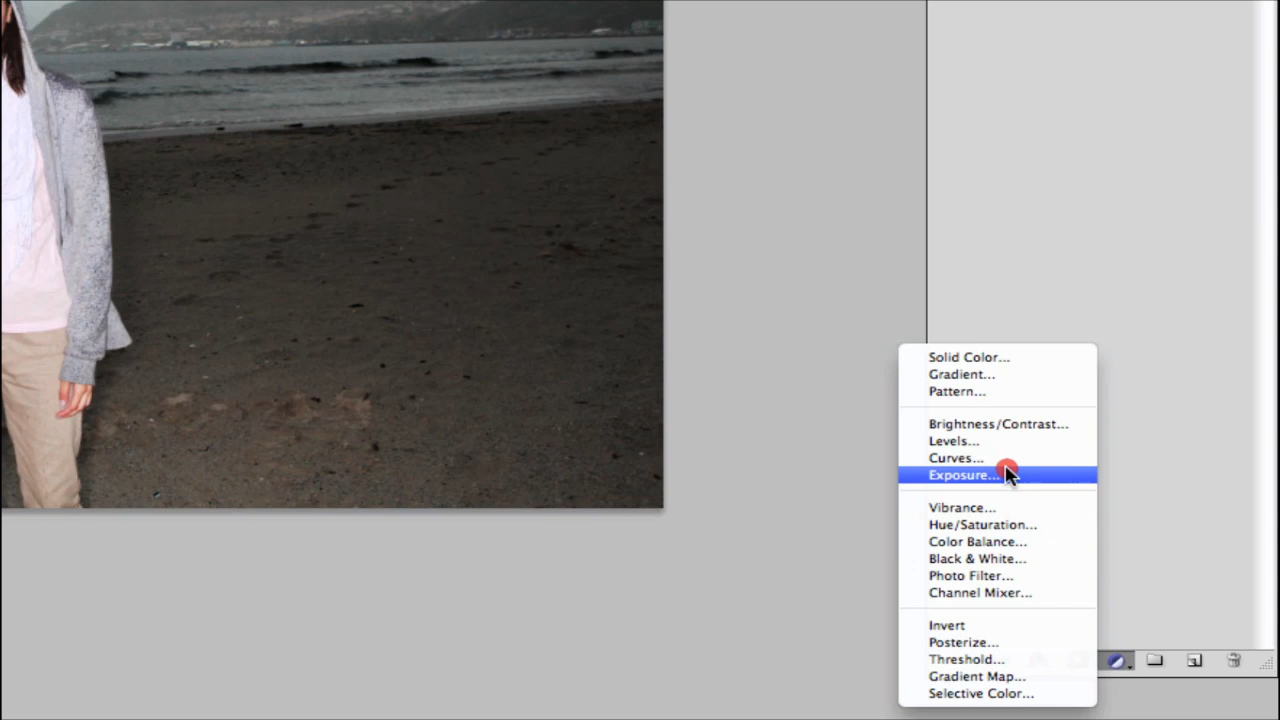 Solid Color...
Gradient...
Pattern...
Brightness/Contrast...
Levels...
Curves...
Exposure...
Vibrance...
Hue/Saturation...
Color Balance...
Black & White...
Photo Filter...
Channel Mixer...
Invert
Posterize...
Threshold...
Gradient Map...
Selective Color...